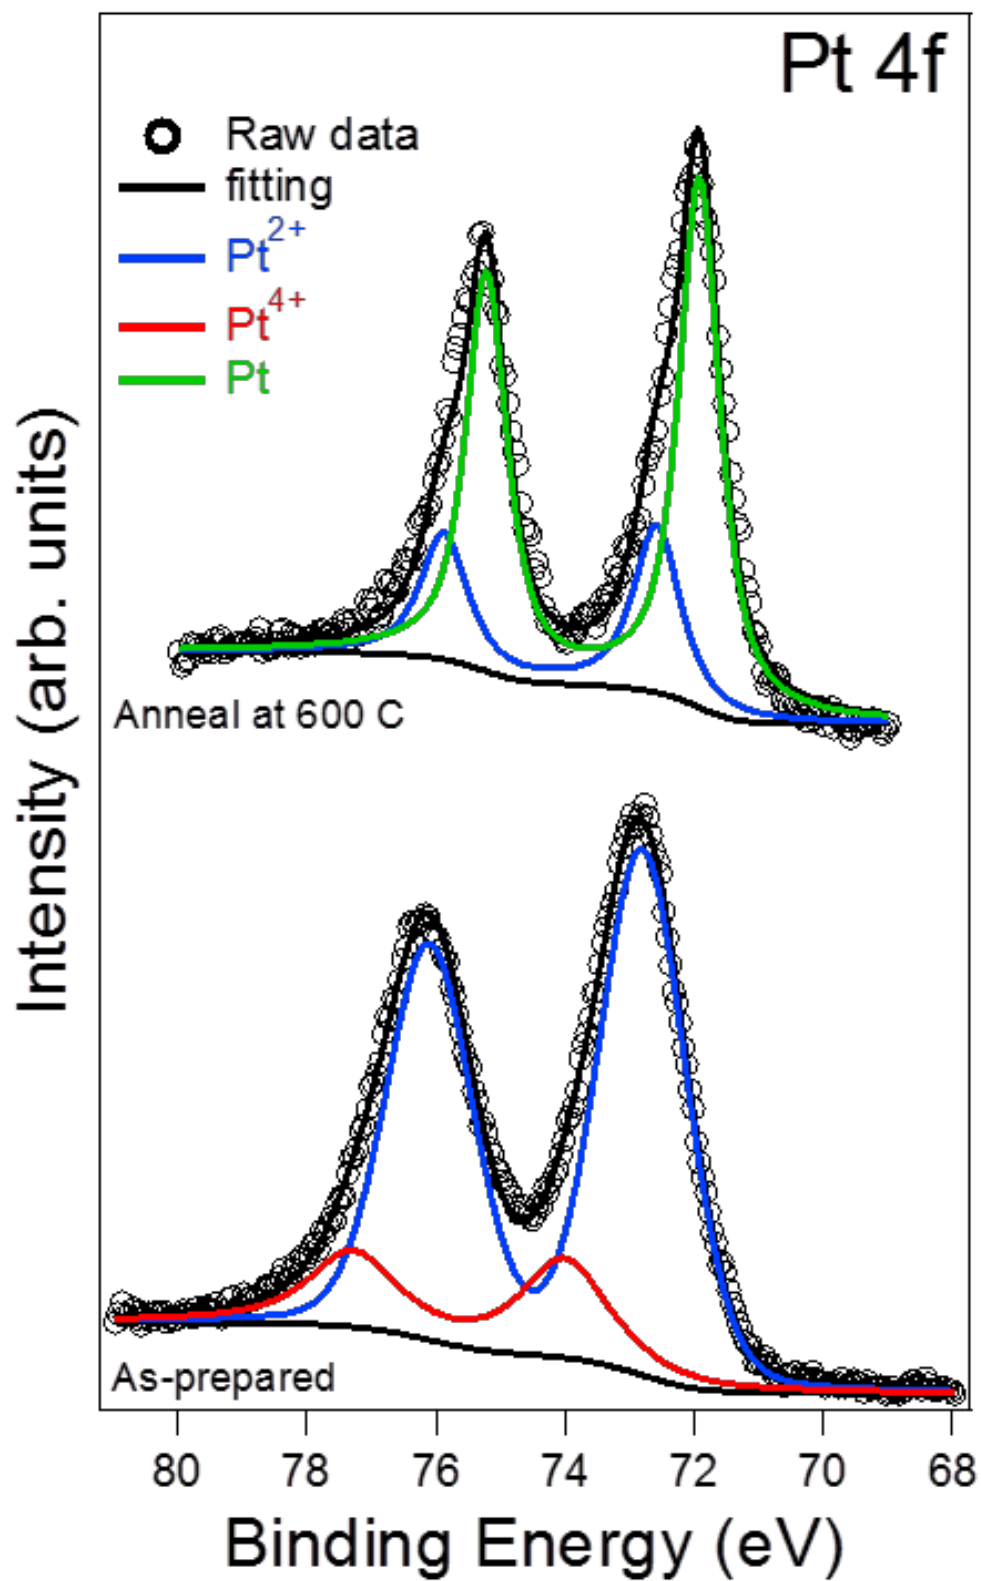 Pt 4f
Raw data
fitting
Pt²⁺
Pt⁴⁺
Pt
Anneal at 600 C
As-prepared
Intensity (arb. units)
80 78 76 74 72 70 68
Binding Energy (eV)